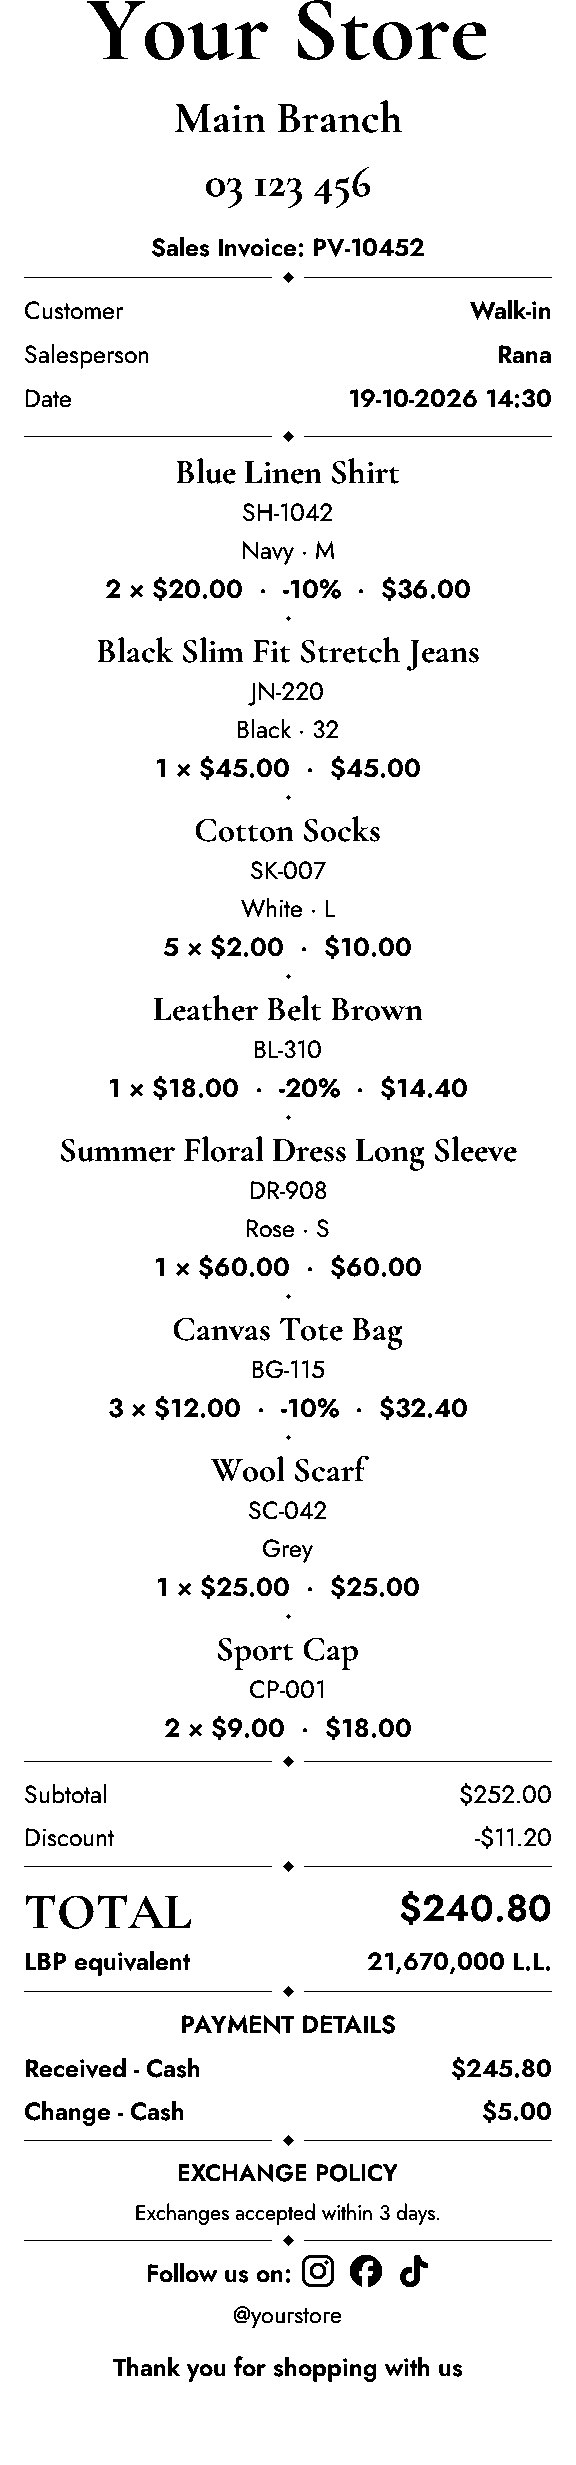 Your Store
Main Branch
03 123 456
Sales Invoice: PV-10452
Customer Walk-in
Salesperson Rana
Date 19-10-2026 14:30
Blue Linen Shirt
SH-1042
Navy · M
2 × $20.00 · -10% · $36.00
Black Slim Fit Stretch Jeans
JN-220
Black · 32
1 × $45.00 · $45.00
Cotton Socks
SK-007
White · L
5 × $2.00 · $10.00
Leather Belt Brown
BL-310
1 × $18.00 · -20% · $14.40
Summer Floral Dress Long Sleeve
DR-908
Rose · S
1 × $60.00 · $60.00
Canvas Tote Bag
BG-115
3 × $12.00 · -10% · $32.40
Wool Scarf
SC-042
Grey
1 × $25.00 · $25.00
Sport Cap
CP-001
2 × $9.00 · $18.00
Subtotal $252.00
Discount -$11.20
TOTAL $240.80
LBP equivalent 21,670,000 L.L.
PAYMENT DETAILS
Received - Cash $245.80
Change - Cash $5.00
EXCHANGE POLICY
Exchanges accepted within 3 days.
Follow us on:
@yourstore
Thank you for shopping with us